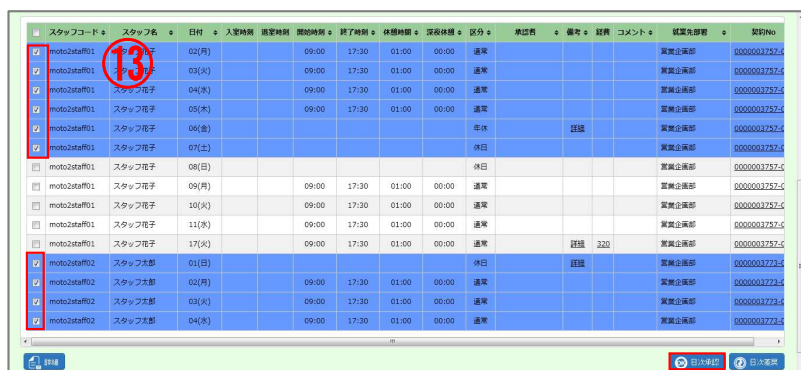 スタッフコード スタッフ名 日付 入室時刻 退室時刻 開始時刻 終了時刻 休憩時間 深夜休憩 区分 承認者 備考 経費 コメント 就業先部署 契約No
moto2staff01 スタッフ花子 02(月) 09:00 17:30 01:00 00:00 通常 営業企画部 0000003757-0
⑬
moto2staff01 スタッフ花子 03(火) 09:00 17:30 01:00 00:00 通常 営業企画部 0000003757-0
moto2staff01 スタッフ花子 04(水) 09:00 17:30 01:00 00:00 通常 営業企画部 0000003757-0
moto2staff01 スタッフ花子 05(木) 09:00 17:30 01:00 00:00 通常 営業企画部 0000003757-0
moto2staff01 スタッフ花子 06(金) 年休 詳細 営業企画部 0000003757-0
moto2staff01 スタッフ花子 07(土) 休日 営業企画部 0000003757-0
moto2staff01 スタッフ花子 08(日) 休日 営業企画部 0000003757-0
moto2staff01 スタッフ花子 09(月) 09:00 17:30 01:00 00:00 通常 営業企画部 0000003757-0
moto2staff01 スタッフ花子 10(火) 09:00 17:30 01:00 00:00 通常 営業企画部 0000003757-0
moto2staff01 スタッフ花子 11(水) 09:00 17:30 01:00 00:00 通常 営業企画部 0000003757-0
moto2staff01 スタッフ花子 17(火) 09:00 17:30 01:00 00:00 通常 詳細 320 営業企画部 0000003757-0
moto2staff02 スタッフ太郎 01(日) 休日 詳細 営業企画部 0000003773-0
moto2staff02 スタッフ太郎 02(月) 09:00 17:30 01:00 00:00 通常 営業企画部 0000003773-0
moto2staff02 スタッフ太郎 03(火) 09:00 17:30 01:00 00:00 通常 営業企画部 0000003773-0
moto2staff02 スタッフ太郎 04(水) 09:00 17:30 01:00 00:00 通常 営業企画部 0000003773-0
詳細 日次承認 日次差戻